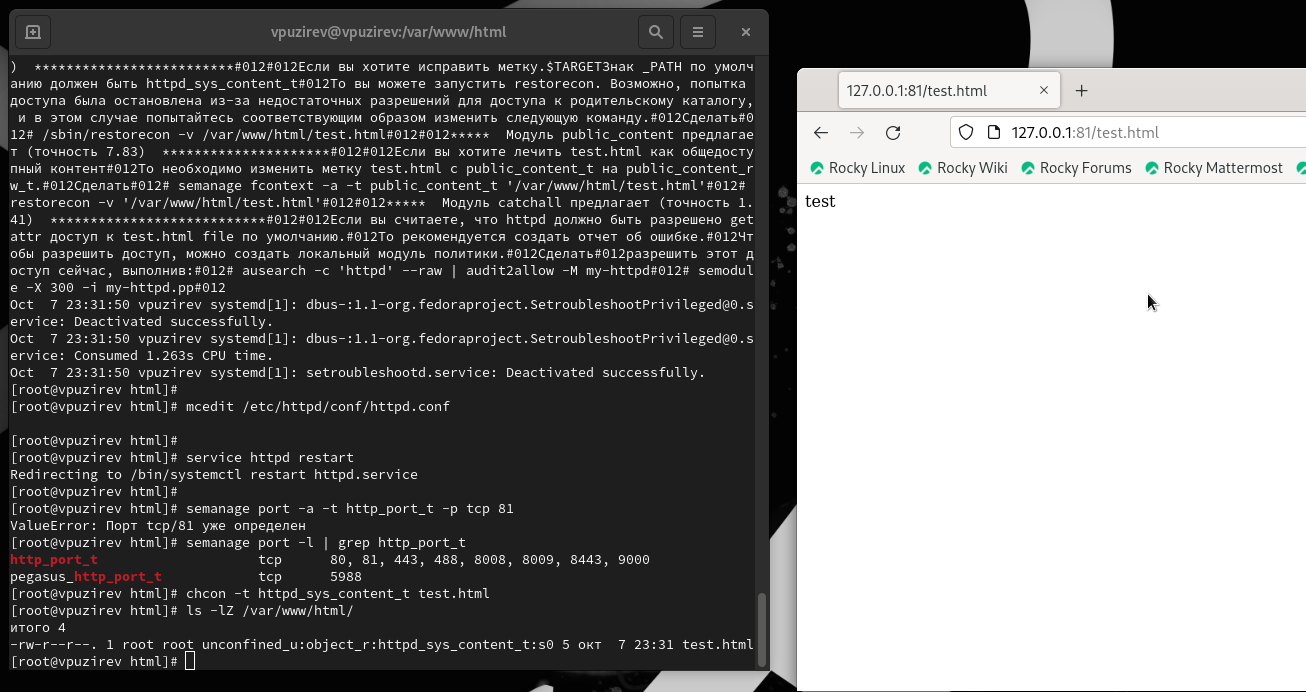 vpuzirev@vpuzirev:/var/www/html
)  *************************#012#012Если вы хотите исправить метку.$TARGETЗнак _PATH по умолч
анию должен быть httpd_sys_content_t#012То вы можете запустить restorecon. Возможно, попытка
доступа была остановлена из-за недостаточных разрешений для доступа к родительскому каталогу,
 и в этом случае попытайтесь соответствующим образом изменить следующую команду.#012Сделать#0
12# /sbin/restorecon -v /var/www/html/test.html#012#012*****  Модуль public_content предлагае
т (точность 7.83)  *********************#012#012Если вы хотите лечить test.html как общедосту
пный контент#012То необходимо изменить метку test.html с public_content_t на public_content_r
w_t.#012Сделать#012# semanage fcontext -a -t public_content_t '/var/www/html/test.html'#012#
restorecon -v '/var/www/html/test.html'#012#012*****  Модуль catchall предлагает (точность 1.
41)  **************************#012#012Если вы считаете, что httpd должно быть разрешено get
attr доступ к test.html file по умолчанию.#012То рекомендуется создать отчет об ошибке.#012Чт
обы разрешить доступ, можно создать локальный модуль политики.#012Сделать#012разрешить этот д
оступ сейчас, выполнив:#012# ausearch -c 'httpd' --raw | audit2allow -M my-httpd#012# semodul
e -X 300 -i my-httpd.pp#012
Oct  7 23:31:50 vpuzirev systemd[1]: dbus-:1.1-org.fedoraproject.SetroubleshootPrivileged@0.s
ervice: Deactivated successfully.
Oct  7 23:31:50 vpuzirev systemd[1]: dbus-:1.1-org.fedoraproject.SetroubleshootPrivileged@0.s
ervice: Consumed 1.263s CPU time.
Oct  7 23:31:50 vpuzirev systemd[1]: setroubleshootd.service: Deactivated successfully.
[root@vpuzirev html]#
[root@vpuzirev html]# mcedit /etc/httpd/conf/httpd.conf
[root@vpuzirev html]#
[root@vpuzirev html]# service httpd restart
Redirecting to /bin/systemctl restart httpd.service
[root@vpuzirev html]#
[root@vpuzirev html]# semanage port -a -t http_port_t -p tcp 81
ValueError: Порт tcp/81 уже определен
[root@vpuzirev html]# semanage port -l | grep http_port_t
http_port_t                    tcp      80, 81, 443, 488, 8008, 8009, 8443, 9000
pegasus_http_port_t            tcp      5988
[root@vpuzirev html]# chcon -t httpd_sys_content_t test.html
[root@vpuzirev html]# ls -lZ /var/www/html/
итого 4
-rw-r--r--. 1 root root unconfined_u:object_r:httpd_sys_content_t:s0 5 окт  7 23:31 test.html
[root@vpuzirev html]#
127.0.0.1:81/test.html
127.0.0.1:81/test.html
Rocky Linux Rocky Wiki Rocky Forums Rocky Mattermost
test